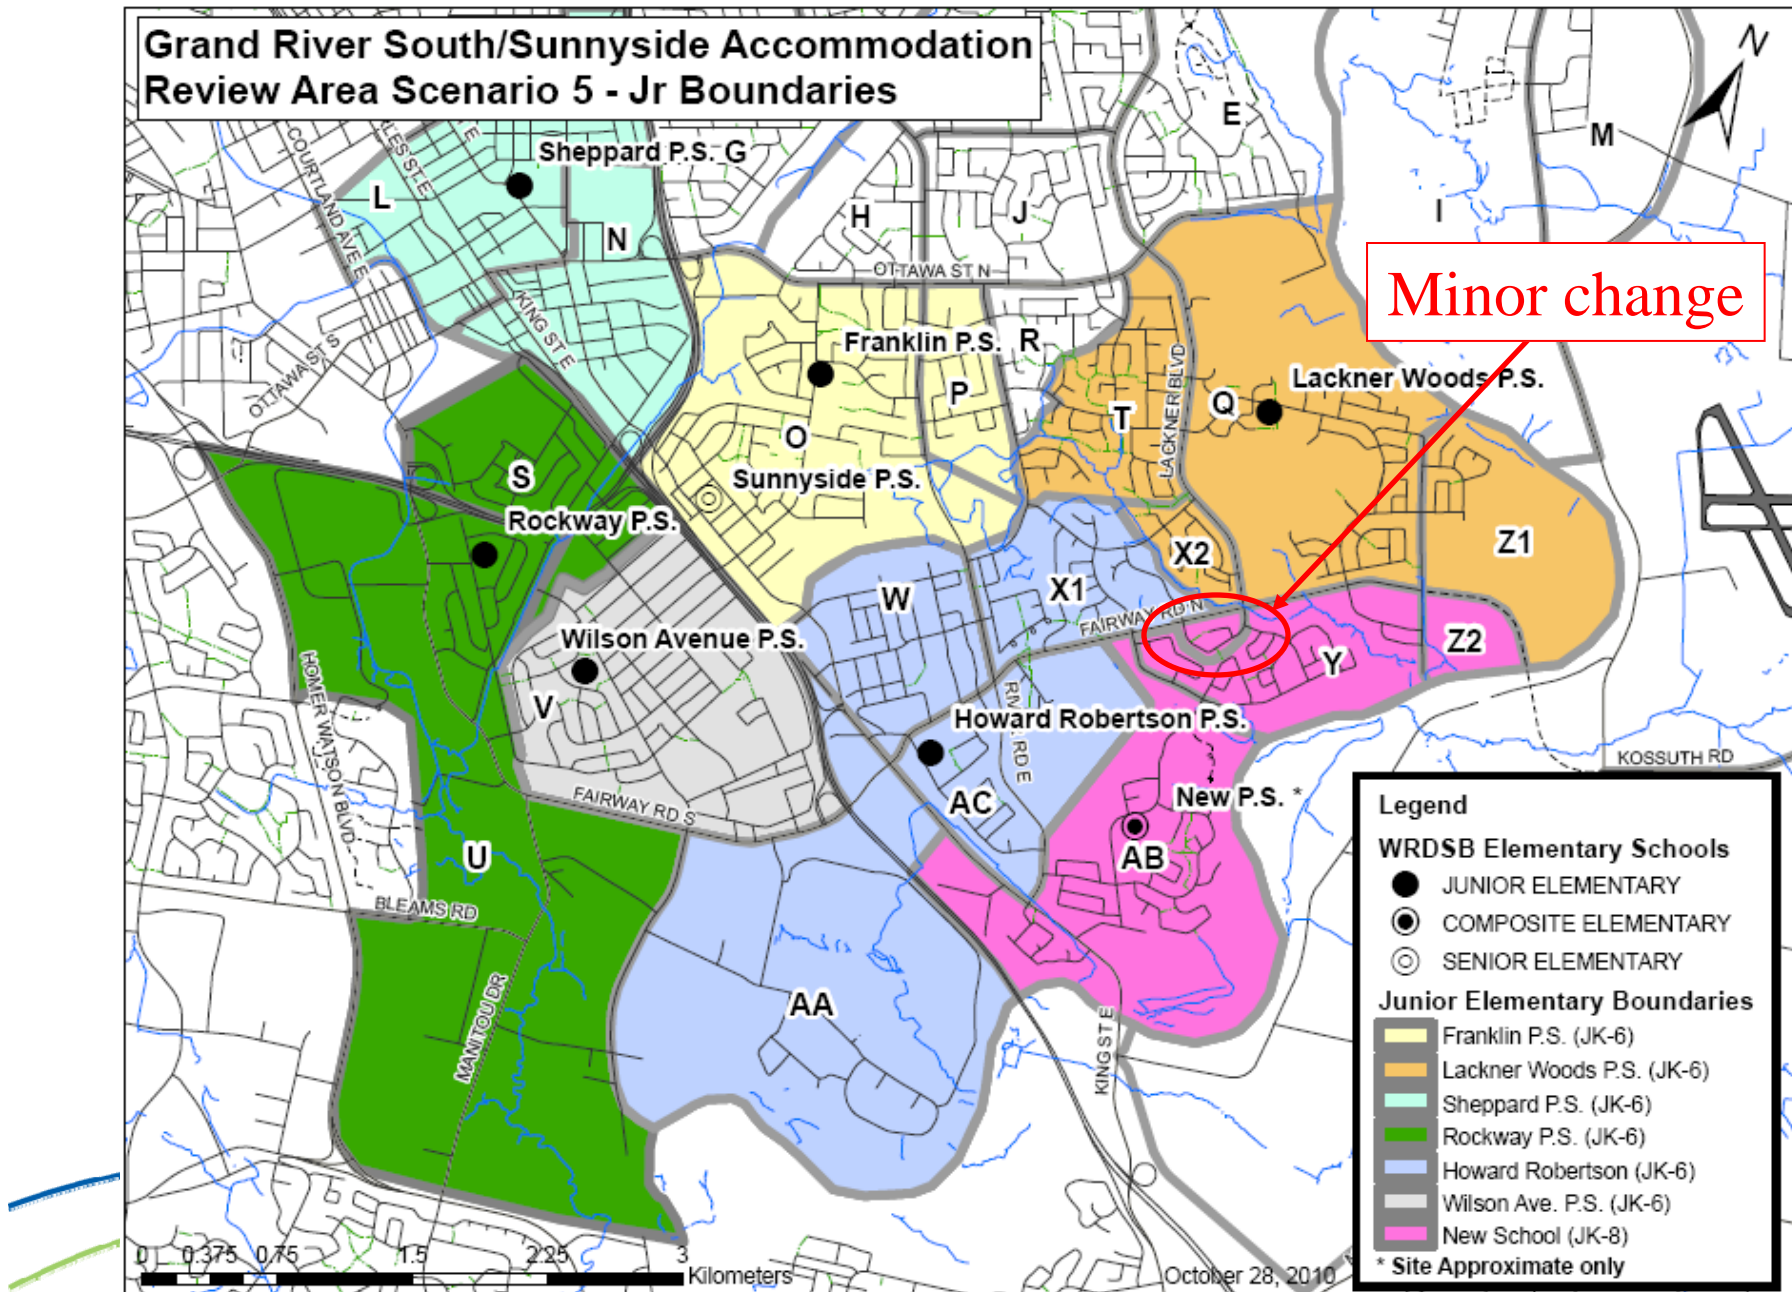 Grand River South/Sunnyside Accommodation
Review Area Scenario 5 - Jr Boundaries
N
E
M
COURTLAND AVE E
ST E
Sheppard P.S. G
L
N
H
J
I
OTTAWA ST N
Minor change
KING ST E
OTTAWA ST S
Franklin P.S.
R
P
LACKNER BLVD
Lackner Woods P.S.
T
Q
O
S
Sunnyside P.S.
Rockway P.S.
X2
Z1
W
X1
FAIRWAY RD N
Wilson Avenue P.S.
Z2
Y
HOMER WATSON BLVD
V
Howard Robertson P.S.
RIVER RD E
KOSSUTH RD
FAIRWAY RD S
AC
New P.S. *
AB
U
BLEAMS RD
MANITOU DR
AA
KING ST E
Legend
WRDSB Elementary Schools
JUNIOR ELEMENTARY
COMPOSITE ELEMENTARY
SENIOR ELEMENTARY
Junior Elementary Boundaries
Franklin P.S. (JK-6)
Lackner Woods P.S. (JK-6)
Sheppard P.S. (JK-6)
Rockway P.S. (JK-6)
Howard Robertson (JK-6)
Wilson Ave. P.S. (JK-6)
New School (JK-8)
* Site Approximate only
0 0.375 0.75 1.5 2.25 3
Kilometers
October 28, 2010